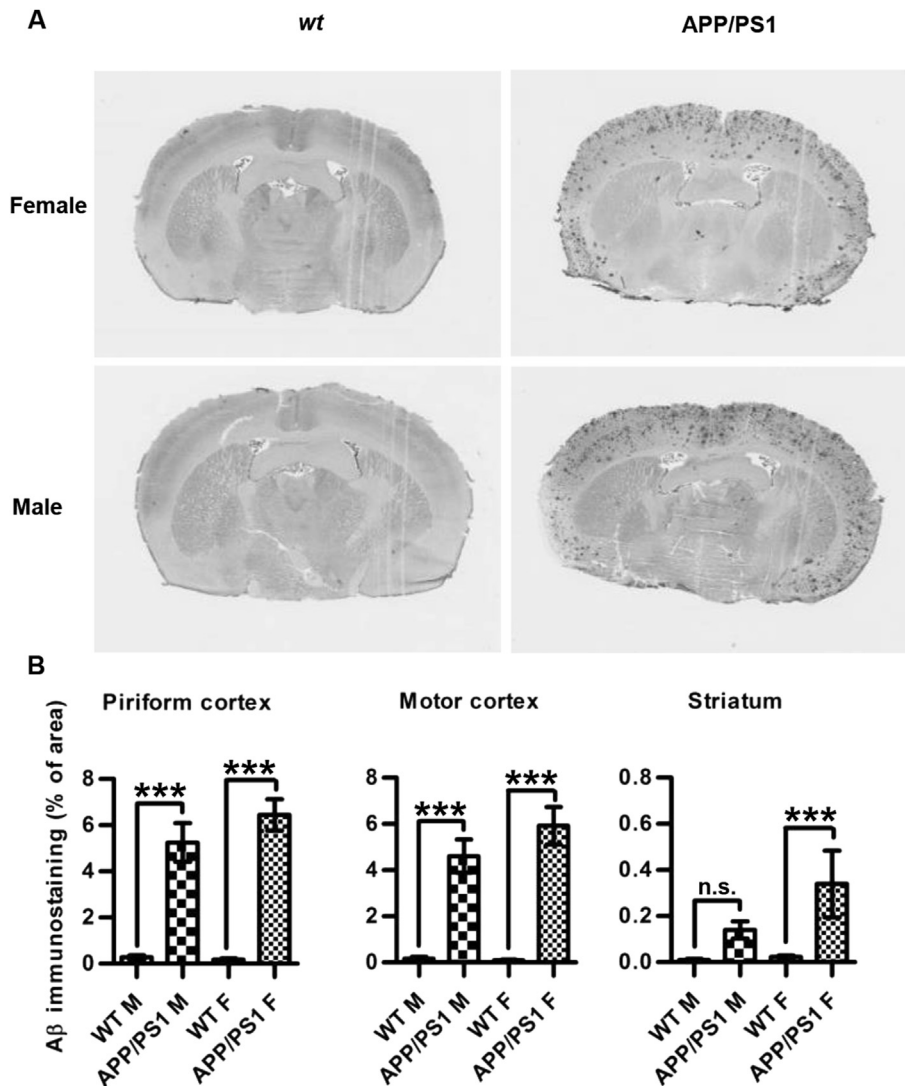 A
wt APP/PS1
Female
Male
B
Piriform cortex Motor cortex Striatum
Aβ immunostaining (% of area)
8
6
4
2
0
***
***
WT M
APP/PS1 M
WT F
APP/PS1 F
8
6
4
2
0
***
***
WT M
APP/PS1 M
WT F
APP/PS1 F
0.8
0.6
0.4
0.2
0.0
n.s.
***
WT M
APP/PS1 M
WT F
APP/PS1 F